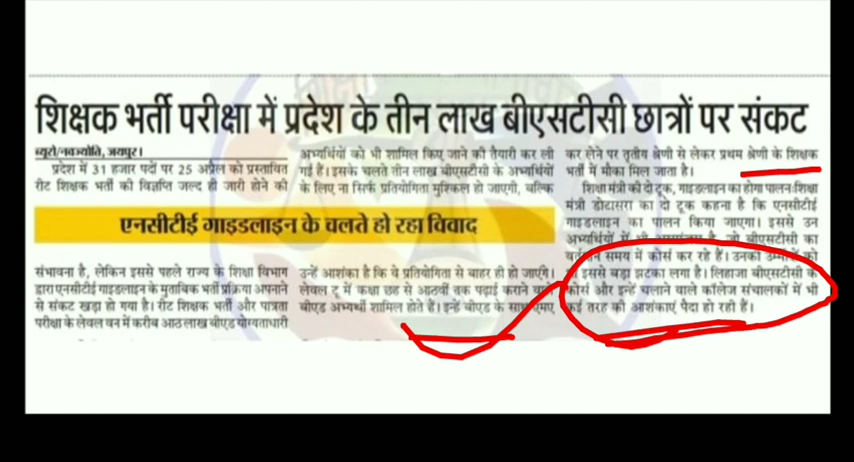 शिक्षक भर्ती परीक्षा में प्रदेश के तीन लाख बीएसटीसी छात्रों पर संकट
ब्यूरो/नवज्योति, जयपुर।
प्रदेश में 31 हजार पदों पर 25 अप्रैल को प्रस्तावित
रीट शिक्षक भर्ती की विज्ञप्ति जल्द ही जारी होने की
एनसीटीई गाइडलाइन के चलते हो रहा विवाद
संभावना है, लेकिन इससे पहले राज्य के शिक्षा विभाग
द्वारा एनसीटीई गाइडलाइन के मुताबिक भर्ती प्रक्रिया अपनाने
से संकट खड़ा हो गया है। रीट शिक्षक भर्ती और पात्रता
परीक्षा के लेवल वन में करीब आठ लाख बीएड योग्यताधारी
अभ्यर्थियों को भी शामिल किए जाने की तैयारी कर ली
गई हैं। इसके चलते तीन लाख बीएसटीसी के अभ्यर्थियों
के लिए ना सिर्फ प्रतियोगिता मुश्किल हो जाएगी, बल्कि
उन्हें आशंका है कि वे प्रतियोगिता से बाहर ही हो जाएगी।
लेवल टू में कक्षा छह से आठवीं तक पढ़ाई कराने वाले
बीएड अभ्यर्थी शामिल होते हैं। इन्हें बीएड के साथ एमए
कर लेने पर तृतीय श्रेणी से लेकर प्रथम श्रेणी के शिक्षक
भर्ती में मौका मिल जाता है।
शिक्षा मंत्री की दो टूक, गाइडलाइन का होगा पालन:शिक्षा
मंत्री डोटासरा का दो टूक कहना है कि एनसीटीई
गाइडलाइन का पालन किया जाएगा। इससे उन
अभ्यर्थियों में भी जो बीएसटीसी का
वर्तमान समय में कोर्स कर रहे हैं। उनकी उम्मीदों को
इससे बड़ा झटका लगा है। लिहाजा बीएसटीसी के
कोर्स और इन्हें चलाने वाले कॉलेज संचालकों में भी
कई तरह की आशंकाएं पैदा हो रही हैं।